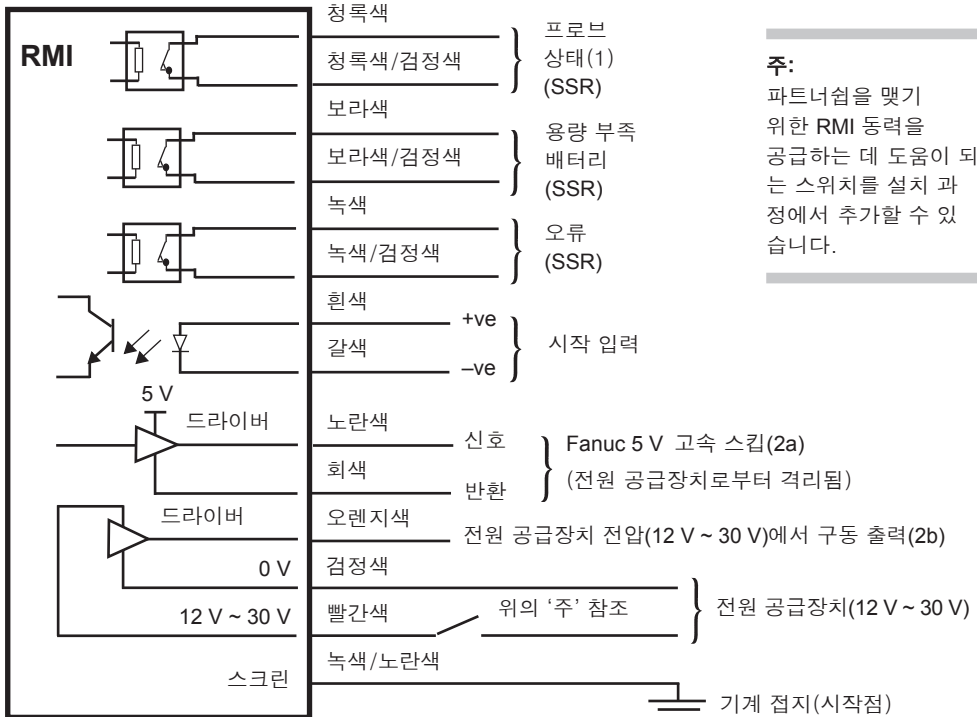 RMI
청록색
청록색/검정색
프로브
상태(1)
(SSR)
보라색
보라색/검정색
용량 부족
배터리
(SSR)
녹색
녹색/검정색
오류
(SSR)
흰색
+ve
갈색
–ve
시작 입력
5 V
드라이버
노란색
신호
회색
반환
Fanuc 5 V 고속 스킵(2a)
(전원 공급장치로부터 격리됨)
드라이버
오렌지색
전원 공급장치 전압(12 V ~ 30 V)에서 구동 출력(2b)
0 V
검정색
12 V ~ 30 V
빨간색
위의 ‘주’ 참조
전원 공급장치(12 V ~ 30 V)
녹색/노란색
스크린
기계 접지(시작점)
주:
파트너쉽을 맺기
위한 RMI 동력을
공급하는 데 도움이 되
는 스위치를 설치 과
정에서 추가할 수 있
습니다.